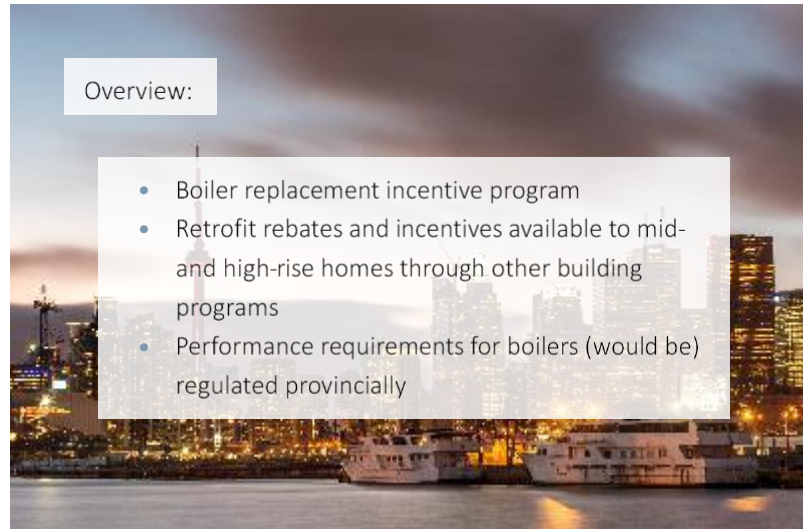 Overview:
• Boiler replacement incentive program
• Retrofit rebates and incentives available to mid-
and high-rise homes through other building
programs
• Performance requirements for boilers (would be)
regulated provincially